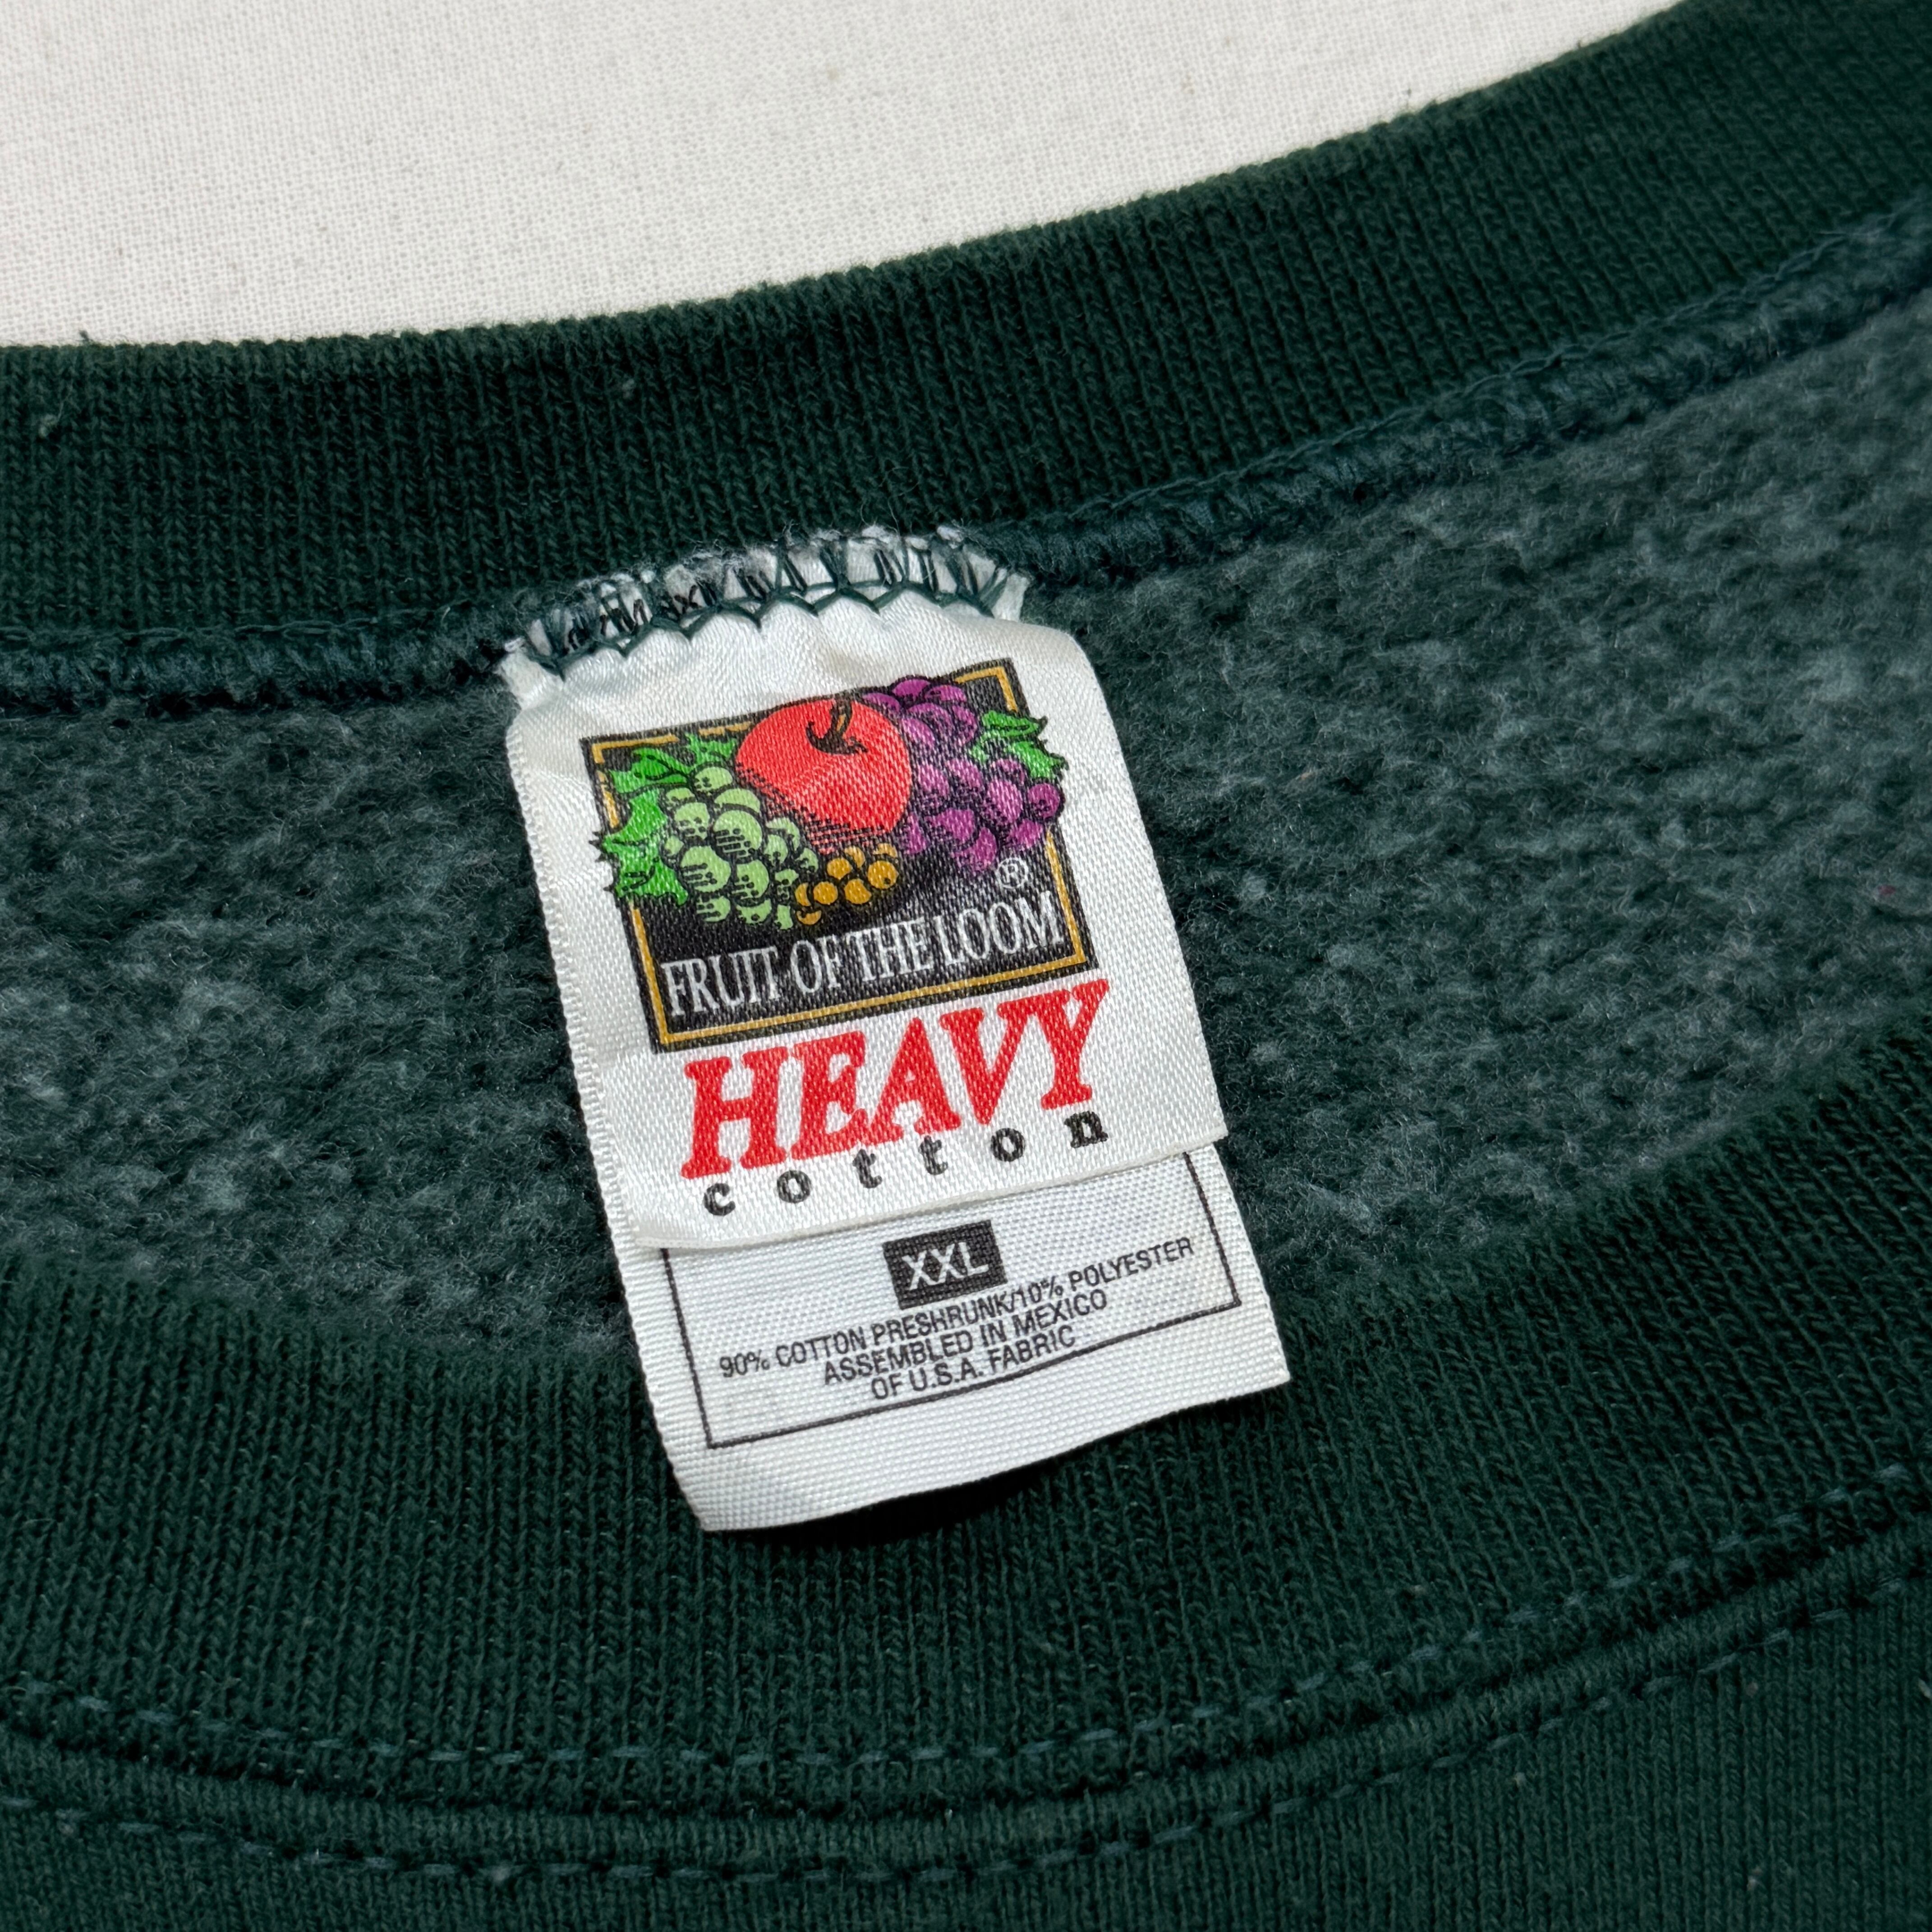 ®
FRUIT OF THE LOOM
HEAVY
cotton
XXL
90% COTTON PRESHRUNK/10% POLYESTER
ASSEMBLED IN MEXICO
OF U.S.A. FABRIC